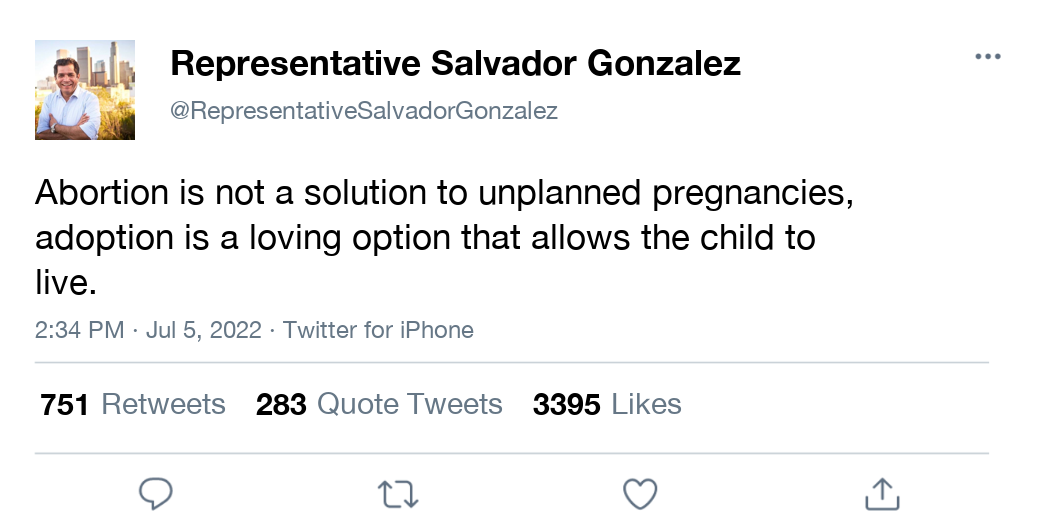 Representative Salvador Gonzalez
@RepresentativeSalvadorGonzalez
Abortion is not a solution to unplanned pregnancies,
adoption is a loving option that allows the child to
live.
2:34 PM · Jul 5, 2022 · Twitter for iPhone
751 Retweets 283 Quote Tweets 3395 Likes